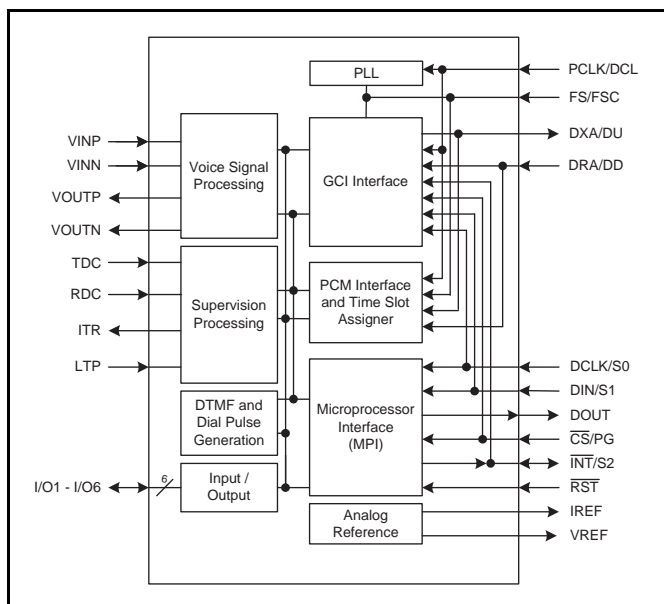 PLL
PCLK/DCL
FS/FSC
VINP
VINN
VOUTP
VOUTN
Voice Signal
Processing
GCI Interface
DXA/DU
DRA/DD
TDC
RDC
ITR
LTP
Supervision
Processing
PCM Interface
and Time Slot
Assigner
DTMF and
Dial Pulse
Generation
Microprocessor
Interface
(MPI)
DCLK/S0
DIN/S1
DOUT
CS/PG
INT/S2
RST
I/O1 - I/O6
6
Input /
Output
Analog
Reference
IREF
VREF